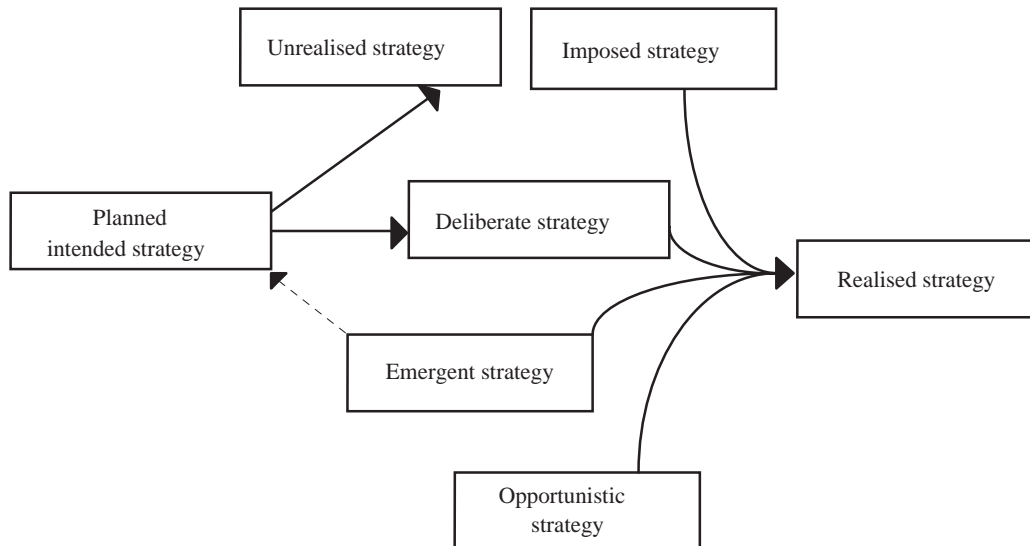 Unrealised strategy
Imposed strategy
Planned
intended strategy
Deliberate strategy
Realised strategy
Emergent strategy
Opportunistic
strategy